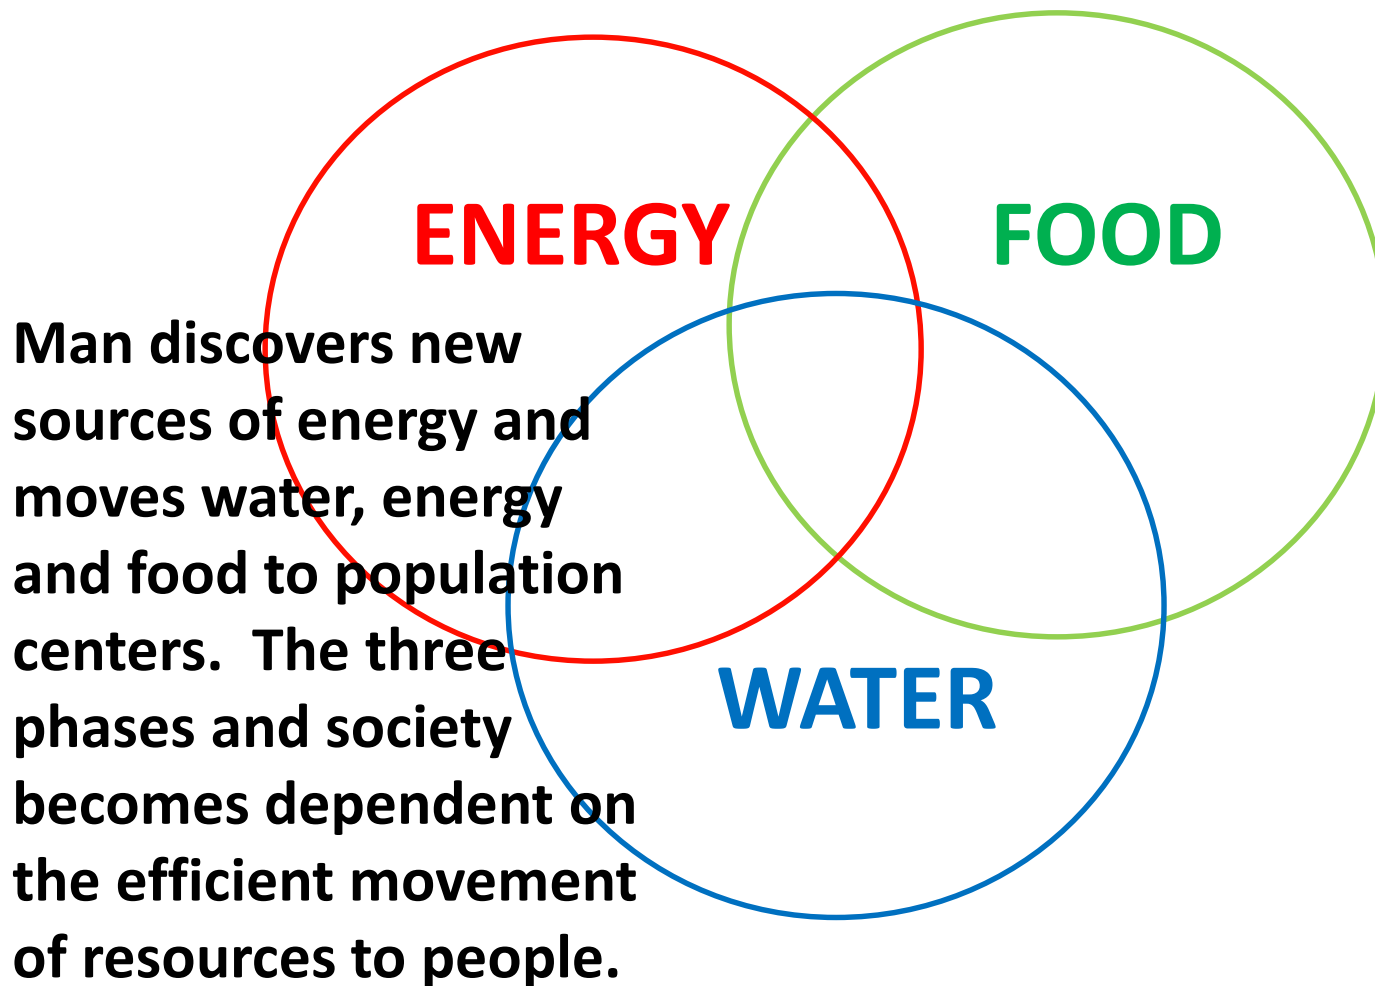 ENERGY
FOOD
Man discovers new
sources of energy and
moves water, energy
and food to population
centers.  The three
phases and society
becomes dependent on
the efficient movement
of resources to people.
WATER